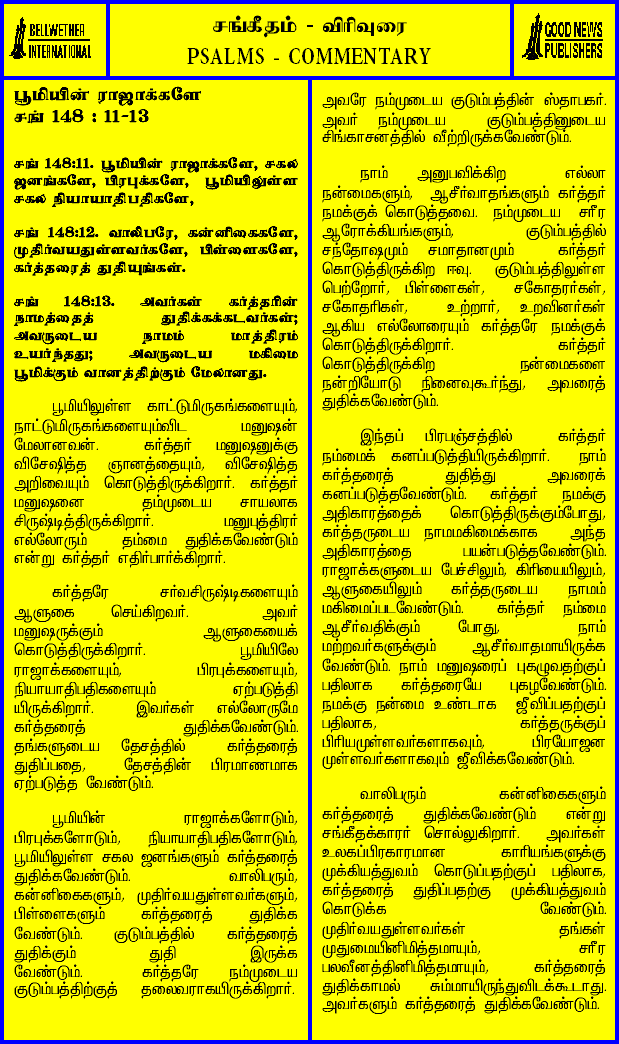 BELLWETHER
INTERNATIONAL
சங்கீதம் - விரிவுரை
PSALMS - COMMENTARY
GOOD NEWS
PUBLISHERS
பூமியின் ராஜாக்களே
சங் 148 : 11-13
சங் 148:11. பூமியின் ராஜாக்களே, சகல
ஜனங்களே, பிரபுக்களே, பூமியிலுள்ள
சகல நியாயாதிபதிகளே,
சங் 148:12. வாலிபரே, கன்னிகைகளே,
முதிர்வயதுள்ளவர்களே, பிள்ளைகளே,
கர்த்தரைத் துதியுங்கள்.
சங் 148:13. அவர்கள் கர்த்தரின்
நாமத்தைத் துதிக்கக்கடவர்கள்;
அவருடைய நாமம் மாத்திரம்
உயர்ந்தது; அவருடைய மகிமை
பூமிக்கும் வானத்திற்கும் மேலானது.
பூமியிலுள்ள காட்டுமிருகங்களையும்,
நாட்டுமிருகங்களையும்விட மனுஷன்
மேலானவன். கர்த்தர் மனுஷனுக்கு
விசேஷித்த ஞானத்தையும், விசேஷித்த
அறிவையும் கொடுத்திருக்கிறார். கர்த்தர்
மனுஷனை தம்முடைய சாயலாக
சிருஷ்டித்திருக்கிறார். மனுபுத்திரர்
எல்லோரும் தம்மை துதிக்கவேண்டும்
என்று கர்த்தர் எதிர்பார்க்கிறார்.
கர்த்தரே சர்வசிருஷ்டிகளையும்
ஆளுகை செய்கிறவர். அவர்
மனுஷருக்கும் ஆளுகையைக்
கொடுத்திருக்கிறார். பூமியிலே
ராஜாக்களையும், பிரபுக்களையும்,
நியாயாதிபதிகளையும் ஏற்படுத்தி
யிருக்கிறார். இவர்கள் எல்லோருமே
கர்த்தரைத் துதிக்கவேண்டும்.
தங்களுடைய தேசத்தில் கர்த்தரைத்
துதிப்பதை, தேசத்தின் பிரமாணமாக
ஏற்படுத்த வேண்டும்.
பூமியின் ராஜாக்களோடும்,
பிரபுக்களோடும், நியாயாதிபதிகளோடும்,
பூமியிலுள்ள சகல ஜனங்களும் கர்த்தரைத்
துதிக்கவேண்டும். வாலிபரும்,
கன்னிகைகளும், முதிர்வயதுள்ளவர்களும்,
பிள்ளைகளும் கர்த்தரைத் துதிக்க
வேண்டும். குடும்பத்தில் கர்த்தரைத்
துதிக்கும் துதி இருக்க
வேண்டும். கர்த்தரே நம்முடைய
குடும்பத்திற்குத் தலைவராகயிருக்கிறார்.
அவரே நம்முடைய குடும்பத்தின் ஸ்தாபகர்.
அவர் நம்முடைய குடும்பத்தினுடைய
சிங்காசனத்தில் வீற்றிருக்கவேண்டும்.
நாம் அனுபவிக்கிற எல்லா
நன்மைகளும், ஆசீர்வாதங்களும் கர்த்தர்
நமக்குக் கொடுத்தவை. நம்முடைய சரீர
ஆரோக்கியங்களும், குடும்பத்தில்
சந்தோஷமும் சமாதானமும் கர்த்தர்
கொடுத்திருக்கிற ஈவு. குடும்பத்திலுள்ள
பெற்றோர், பிள்ளைகள், சகோதரர்கள்,
சகோதரிகள், உற்றார், உறவினர்கள்
ஆகிய எல்லோரையும் கர்த்தரே நமக்குக்
கொடுத்திருக்கிறார். கர்த்தர்
கொடுத்திருக்கிற நன்மைகளை
நன்றியோடு நினைவுகூர்ந்து, அவரைத்
துதிக்கவேண்டும்.
இந்தப் பிரபஞ்சத்தில் கர்த்தர்
நம்மைக் கனப்படுத்தியிருக்கிறார். நாம்
கர்த்தரைத் துதித்து அவரைக்
கனப்படுத்தவேண்டும். கர்த்தர் நமக்கு
அதிகாரத்தைக் கொடுத்திருக்கும்போது,
கர்த்தருடைய நாமமகிமைக்காக அந்த
அதிகாரத்தை பயன்படுத்தவேண்டும்.
ராஜாக்களுடைய பேச்சிலும், கிரியையிலும்,
ஆளுகையிலும் கர்த்தருடைய நாமம்
மகிமைப்படவேண்டும். கர்த்தர் நம்மை
ஆசீர்வதிக்கும் போது, நாம்
மற்றவர்களுக்கும் ஆசீர்வாதமாயிருக்க
வேண்டும். நாம் மனுஷரைப் புகழுவதற்குப்
பதிலாக கர்த்தரையே புகழவேண்டும்.
நமக்கு நன்மை உண்டாக ஜீவிப்பதற்குப்
பதிலாக, கர்த்தருக்குப்
பிரியமுள்ளவர்களாகவும், பிரயோஜன
முள்ளவர்களாகவும் ஜீவிக்கவேண்டும்.
வாலிபரும் கன்னிகைகளும்
கர்த்தரைத் துதிக்கவேண்டும் என்று
சங்கீதக்காரர் சொல்லுகிறார். அவர்கள்
உலகப்பிரகாரமான காரியங்களுக்கு
முக்கியத்துவம் கொடுப்பதற்குப் பதிலாக,
கர்த்தரைத் துதிப்பதற்கு முக்கியத்துவம்
கொடுக்க வேண்டும்.
முதிர்வயதுள்ளவர்கள் தங்கள்
முதுமையினிமித்தமாயும், சரீர
பலவீனத்தினிமித்தமாயும், கர்த்தரைத்
துதிக்காமல் சும்மாயிருந்துவிடக்கூடாது.
அவர்களும் கர்த்தரைத் துதிக்கவேண்டும்.